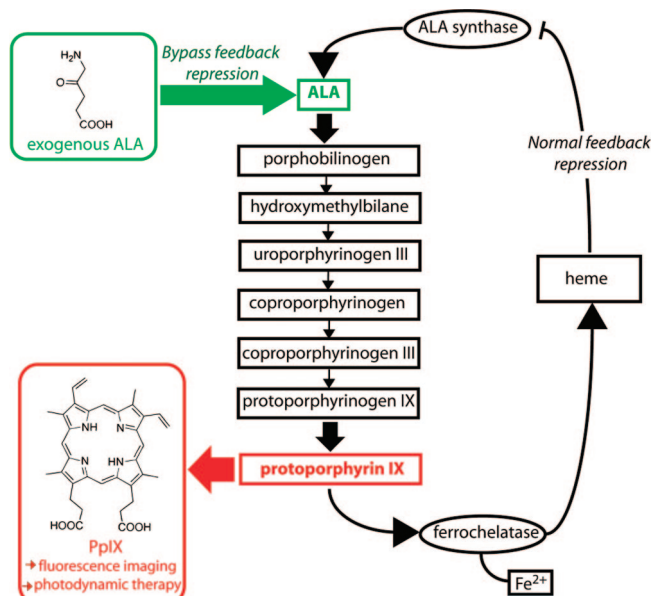 ALA synthase
Bypass feedback
repression
H₂N
O
COOH
exogenous ALA
ALA
Normal feedback
repression
porphobilinogen
hydroxymethylbilane
uroporphyrinogen III
coproporphyrinogen
coproporphyrinogen III
protoporphyrinogen IX
heme
NH N
N HN
HOOC COOH
PpIX
fluorescence imaging
photodynamic therapy
protoporphyrin IX
ferrochelatase
Fe²⁺